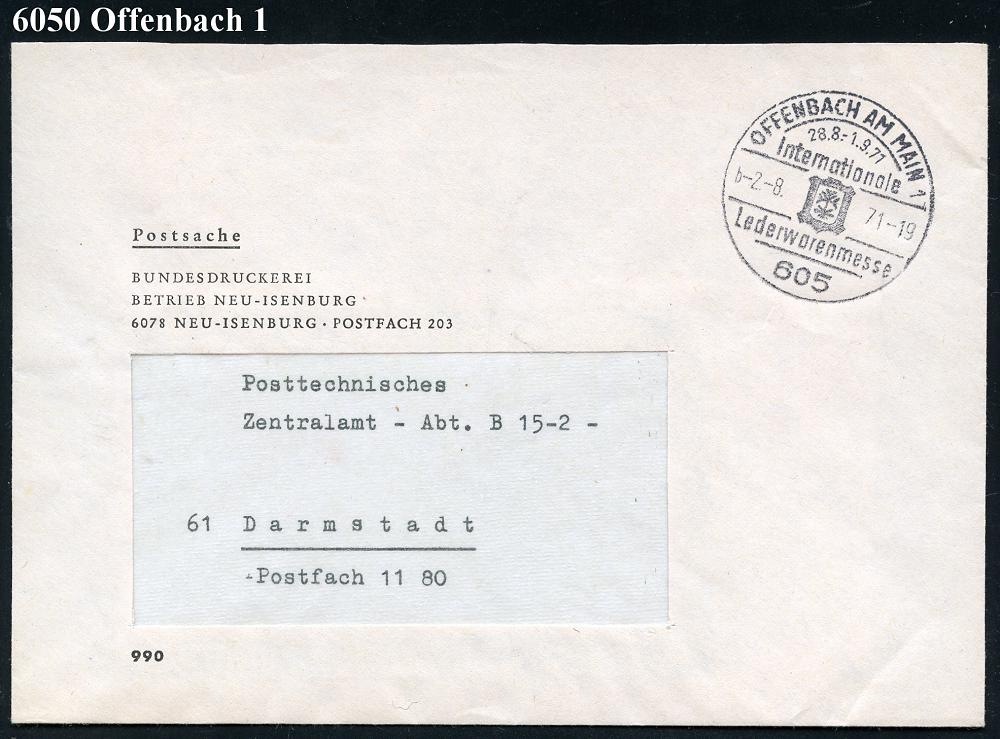 6050 Offenbach 1
OFFENBACH AM MAIN 1
28.8.-1.9.71
Internationale
b-2.-8. 71-19
Lederwarenmesse
605
Postsache
BUNDESDRUCKEREI
BETRIEB NEU-ISENBURG
6078 NEU-ISENBURG · POSTFACH 203
Posttechnisches
Zentralamt - Abt. B 15-2 -
61 D a r m s t a d t
-Postfach 11 80
990